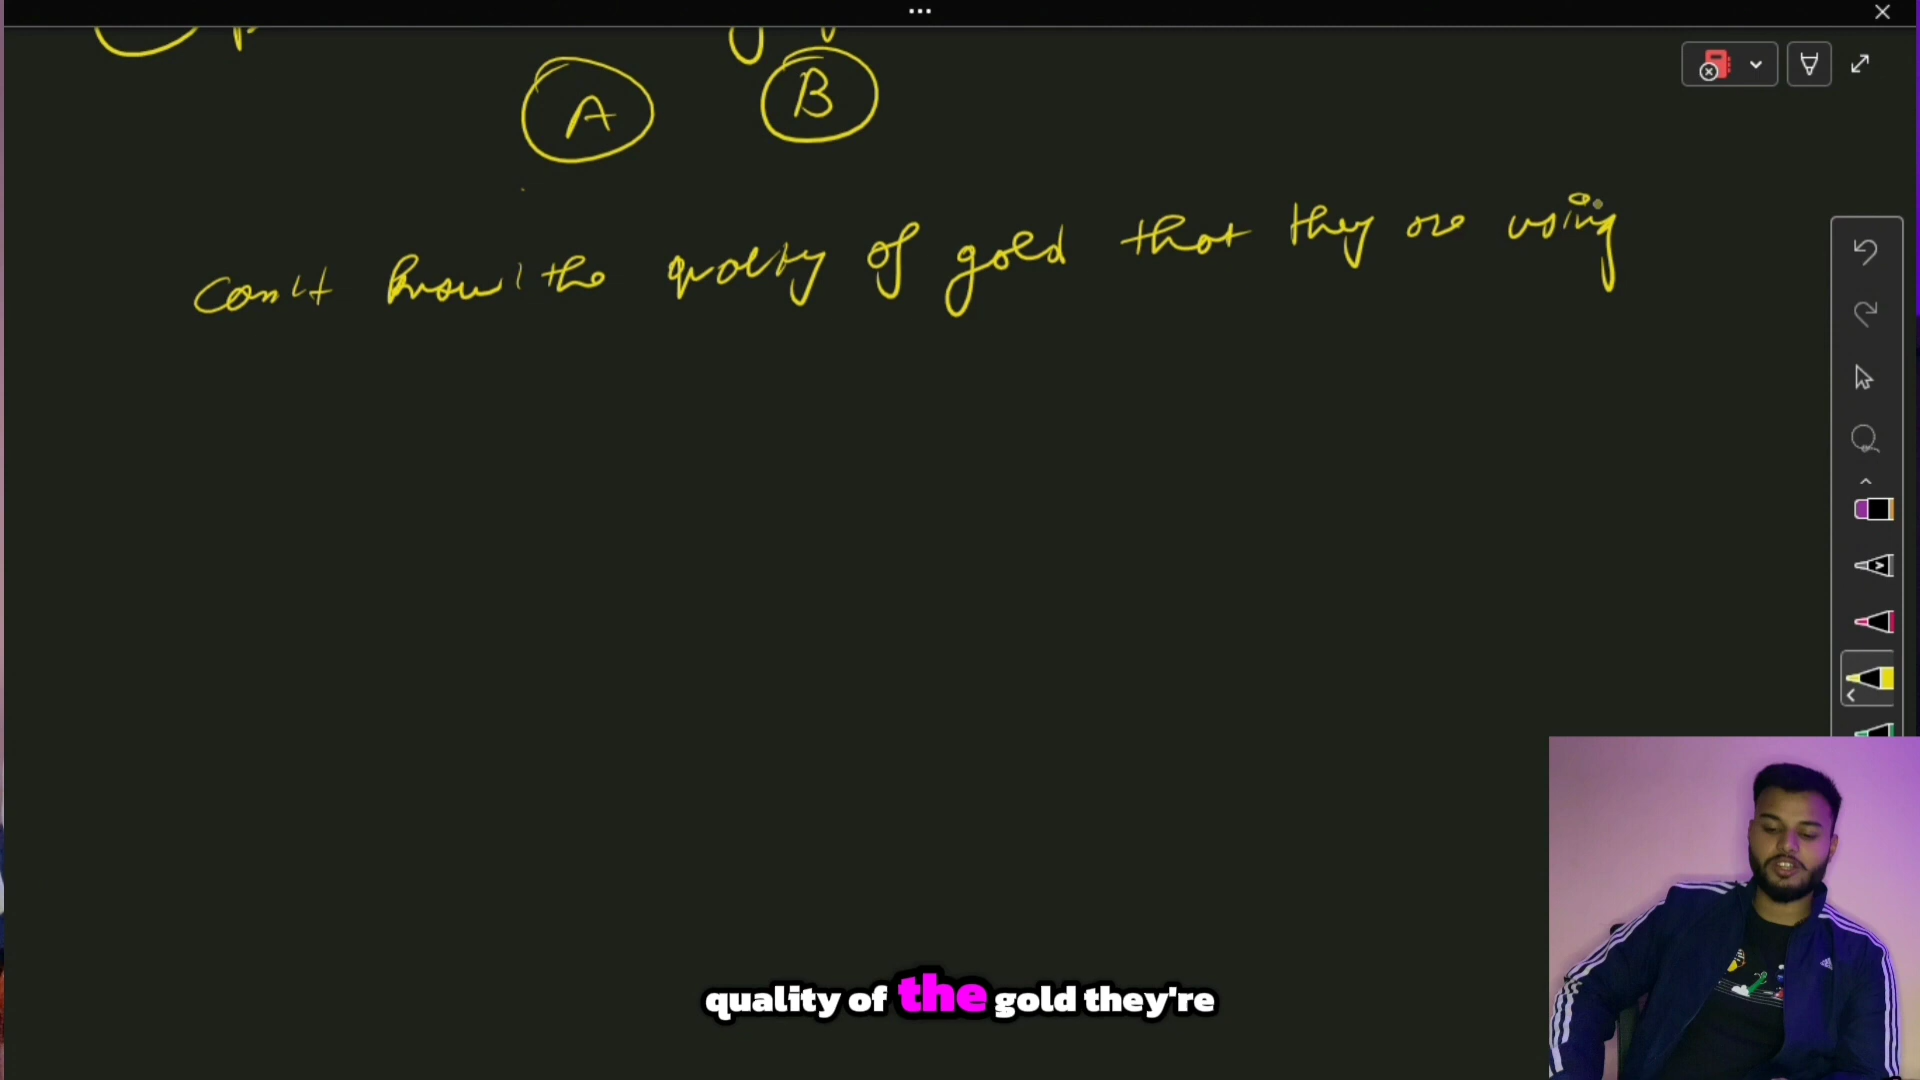 A
B
can't know the quality of gold that they are using
quality of the gold they're